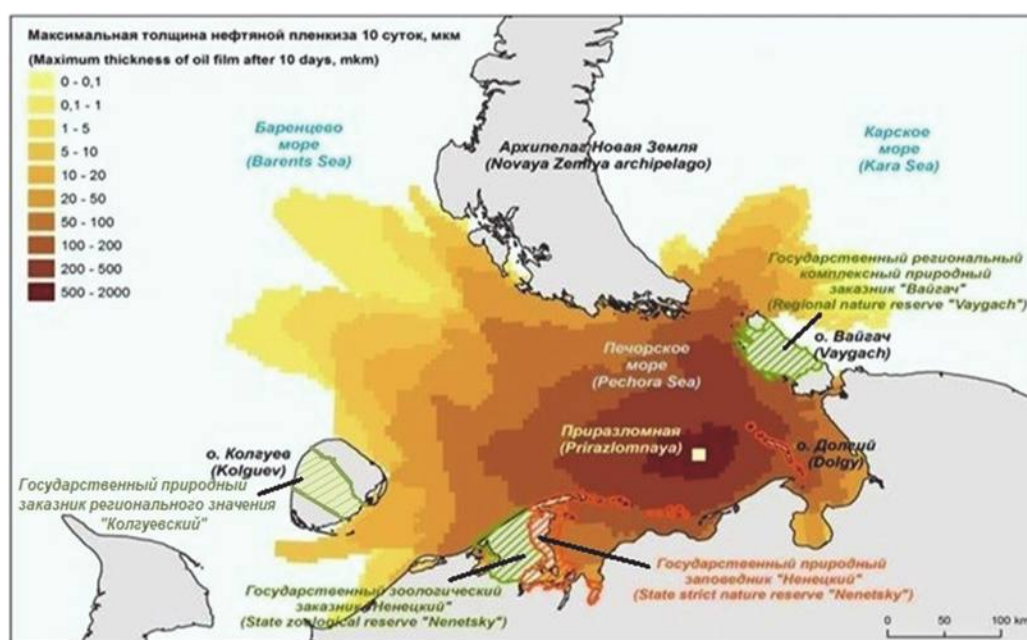 Максимальная толщина нефтяной пленкиза 10 суток, мкм
(Maximum thickness of oil film after 10 days, mkm)
0 - 0,1
0,1 - 1
1 - 5
5 - 10
10 - 20
20 - 50
50 - 100
100 - 200
200 - 500
500 - 2000
Баренцево
море
(Barents Sea)
Архипелаг Новая Земля
(Novaya Zemlya archipelago)
Карское
море
(Kara Sea)
Государственный региональный
комплексный природный
заказник "Вайгач"
(Regional nature reserve "Vaygach")
о. Вайгач
(Vaygach)
Печорское
море
(Pechora Sea)
Приразломная
(Prirazlomnaya)
о. Долгий
(Dolgy)
о. Колгуев
(Kolguev)
Государственный природный
заказник регионального значения
"Колгуевский"
Государственный зоологический
заказник "Ненецкий"
(State zoological reserve "Nenetsky")
Государственный природный
заповедник "Ненецкий"
(State strict nature reserve "Nenetsky")
0 50 100 km